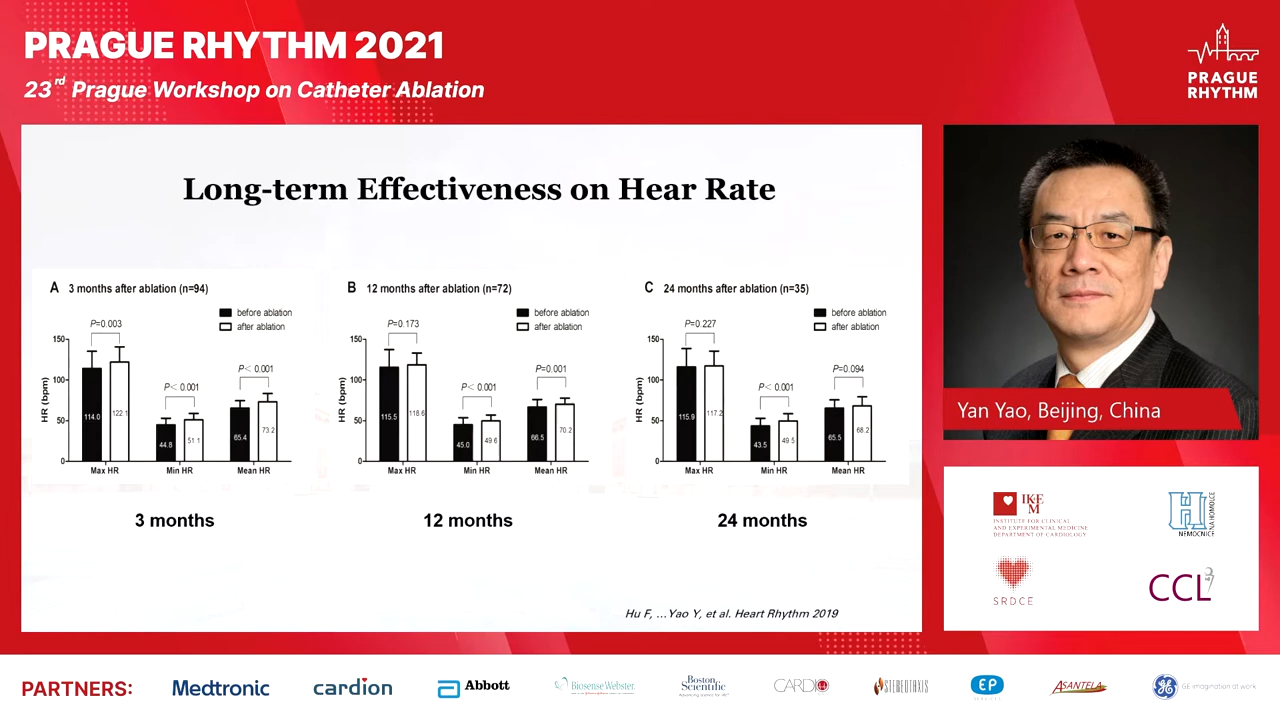 PRAGUE RHYTHM 2021
23rd Prague Workshop on Catheter Ablation
PRAGUE
RHYTHM
Long-term Effectiveness on Hear Rate
A 3 months after ablation (n=94)
before ablation
after ablation
P=0.003
P< 0.001
P< 0.001
HR (bpm)
150
100
50
0
114.0
122.1
44.8
51.1
65.4
73.2
Max HR
Min HR
Mean HR
3 months
B 12 months after ablation (n=72)
before ablation
after ablation
P=0.173
P< 0.001
P=0.001
HR (bpm)
150
100
50
0
115.5
118.6
45.0
49.6
66.5
70.2
Max HR
Min HR
Mean HR
12 months
C 24 months after ablation (n=35)
before ablation
after ablation
P=0.227
P< 0.001
P=0.094
HR (bpm)
150
100
50
0
115.9
117.2
43.5
49.5
65.5
68.2
Max HR
Min HR
Mean HR
24 months
Hu F, ...Yao Y, et al. Heart Rhythm 2019
Yan Yao, Beijing, China
IKEM
INSTITUTE FOR CLINICAL
AND EXPERIMENTAL MEDICINE
DEPARTMENT OF CARDIOLOGY
NEMOCNICE
NA HOMOLCE
SRDCE
CCL
PARTNERS:
Medtronic
cardion
Abbott
Biosense Webster
Boston
Scientific
Advancing science for life
CARDIO
STEREOTAXIS
EP
SERVICES
ASANTELA
GE imagination at work